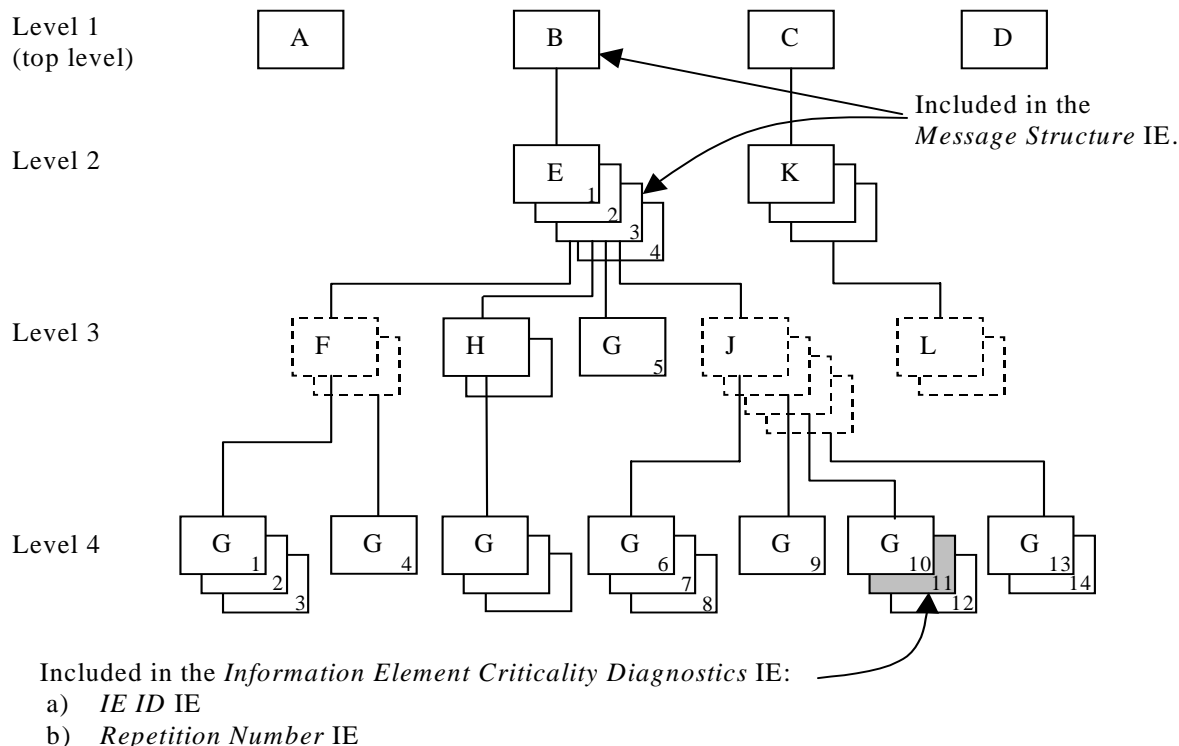 Level 1
(top level)
A
B
C
D
Included in the
Message Structure IE.
Level 2
E
1
2
3
4
K
Level 3
F
H
G
5
J
L
Level 4
G
1
2
3
G
4
G
G
6
7
8
G
9
G
10
11
12
G
13
14
Included in the Information Element Criticality Diagnostics IE:
a) IE ID IE
b) Repetition Number IE